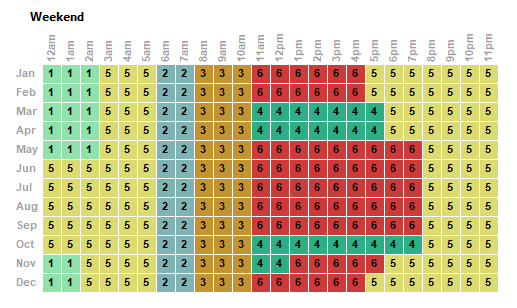 Weekend
12am 1am 2am 3am 4am 5am 6am 7am 8am 9am 10am 11am 12pm 1pm 2pm 3pm 4pm 5pm 6pm 7pm 8pm 9pm 10pm 11pm
Jan 1 1 1 5 5 5 2 2 3 3 3 6 6 6 6 6 6 5 5 5 5 5 5 5
Feb 1 1 1 5 5 5 2 2 3 3 3 6 6 6 6 6 6 5 5 5 5 5 5 5
Mar 1 1 1 5 5 5 2 2 3 3 3 4 4 4 4 4 4 4 5 5 5 5 5 5
Apr 1 1 1 5 5 5 2 2 3 3 3 4 4 4 4 4 4 4 5 5 5 5 5 5
May 1 1 1 5 5 5 2 2 3 3 3 6 6 6 6 6 6 6 6 6 5 5 5 5
Jun 5 5 5 5 5 5 2 2 3 3 3 6 6 6 6 6 6 6 6 6 5 5 5 5
Jul 5 5 5 5 5 5 2 2 3 3 3 6 6 6 6 6 6 6 6 6 5 5 5 5
Aug 5 5 5 5 5 5 2 2 3 3 3 6 6 6 6 6 6 6 6 6 5 5 5 5
Sep 5 5 5 5 5 5 2 2 3 3 3 6 6 6 6 6 6 6 6 6 5 5 5 5
Oct 5 5 5 5 5 5 2 2 3 3 3 4 4 4 4 4 4 4 4 4 5 5 5 5
Nov 1 1 5 5 5 5 2 2 3 3 3 4 4 6 6 6 6 6 5 5 5 5 5 5
Dec 1 1 5 5 5 5 2 2 3 3 3 6 6 6 6 6 6 5 5 5 5 5 5 5